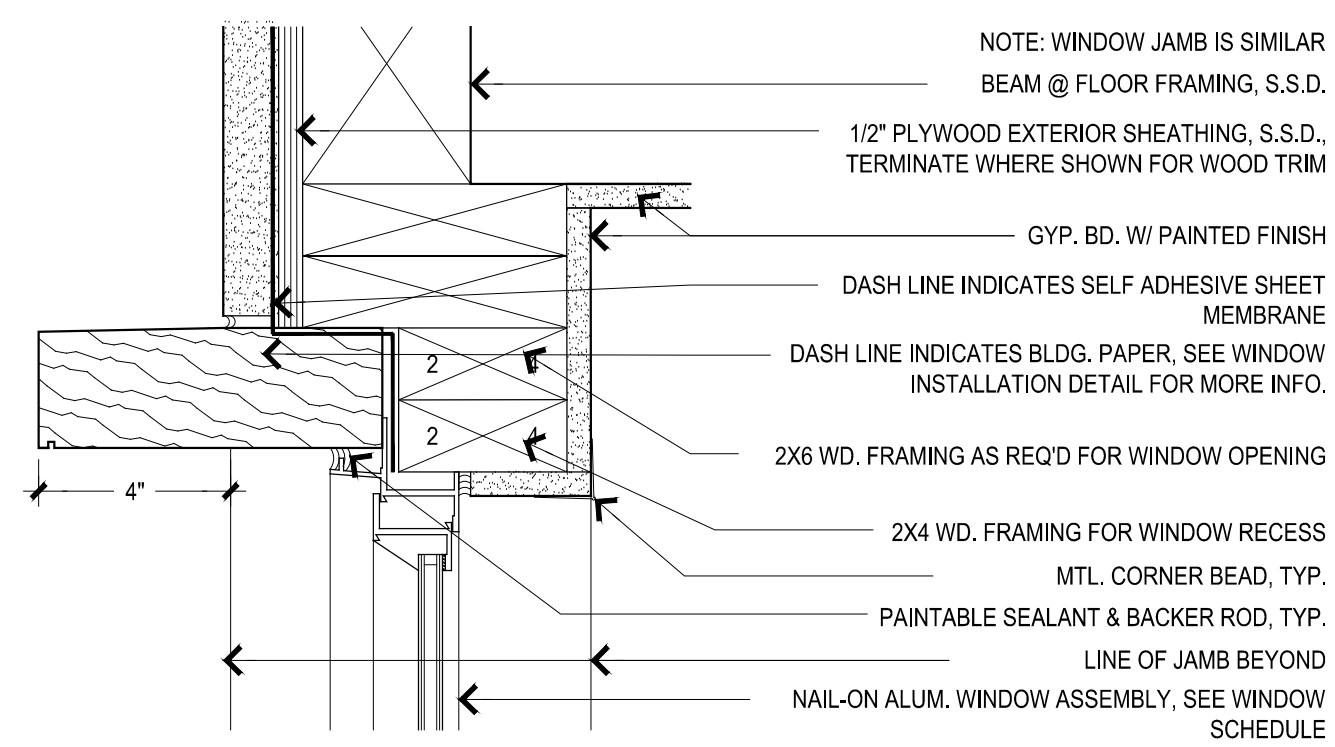 NOTE: WINDOW JAMB IS SIMILAR
BEAM @ FLOOR FRAMING, S.S.D.
1/2" PLYWOOD EXTERIOR SHEATHING, S.S.D.,
TERMINATE WHERE SHOWN FOR WOOD TRIM
GYP. BD. W/ PAINTED FINISH
DASH LINE INDICATES SELF ADHESIVE SHEET
MEMBRANE
DASH LINE INDICATES BLDG. PAPER, SEE WINDOW
INSTALLATION DETAIL FOR MORE INFO.
2 4
2 4
2X6 WD. FRAMING AS REQ'D FOR WINDOW OPENING
4"
2X4 WD. FRAMING FOR WINDOW RECESS
MTL. CORNER BEAD, TYP.
PAINTABLE SEALANT & BACKER ROD, TYP.
LINE OF JAMB BEYOND
NAIL-ON ALUM. WINDOW ASSEMBLY, SEE WINDOW
SCHEDULE